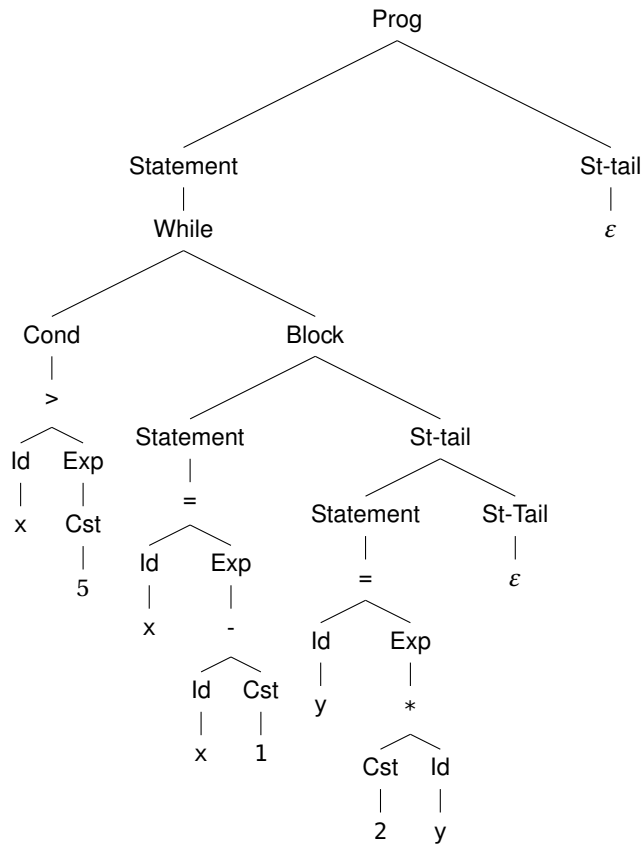 Prog
Statement St-tail
While ε
Cond Block
>
Statement St-tail
Id Exp
=
x Cst
Statement St-Tail
5
Id Exp
= ε
x -
Id Exp
Id Cst
y *
x 1
Cst Id
2 y